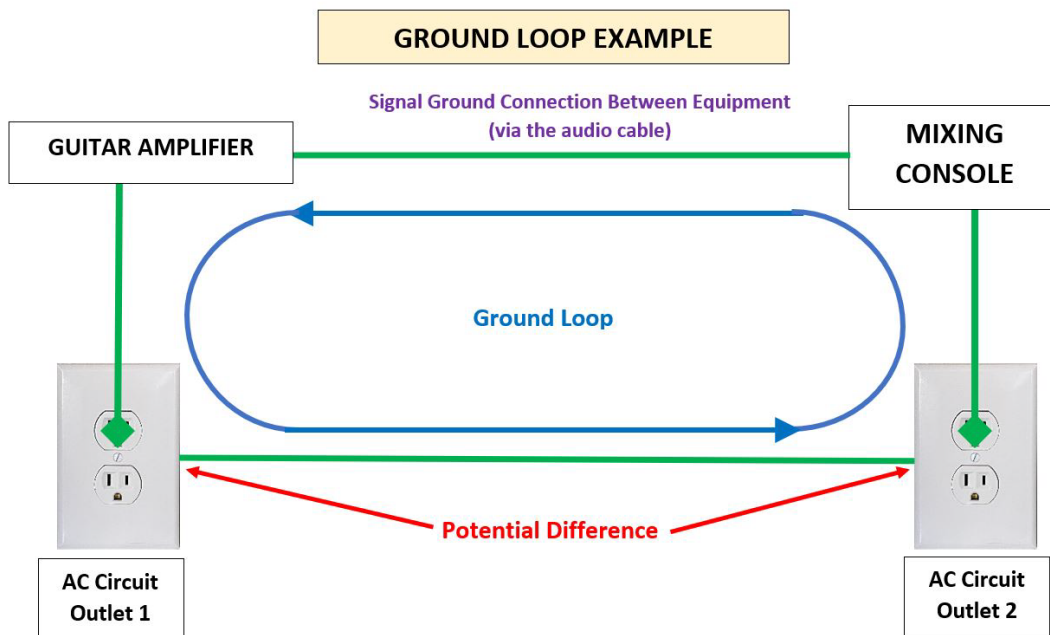 GROUND LOOP EXAMPLE
Signal Ground Connection Between Equipment
(via the audio cable)
GUITAR AMPLIFIER
MIXING
CONSOLE
Ground Loop
Potential Difference
AC Circuit
Outlet 1
AC Circuit
Outlet 2